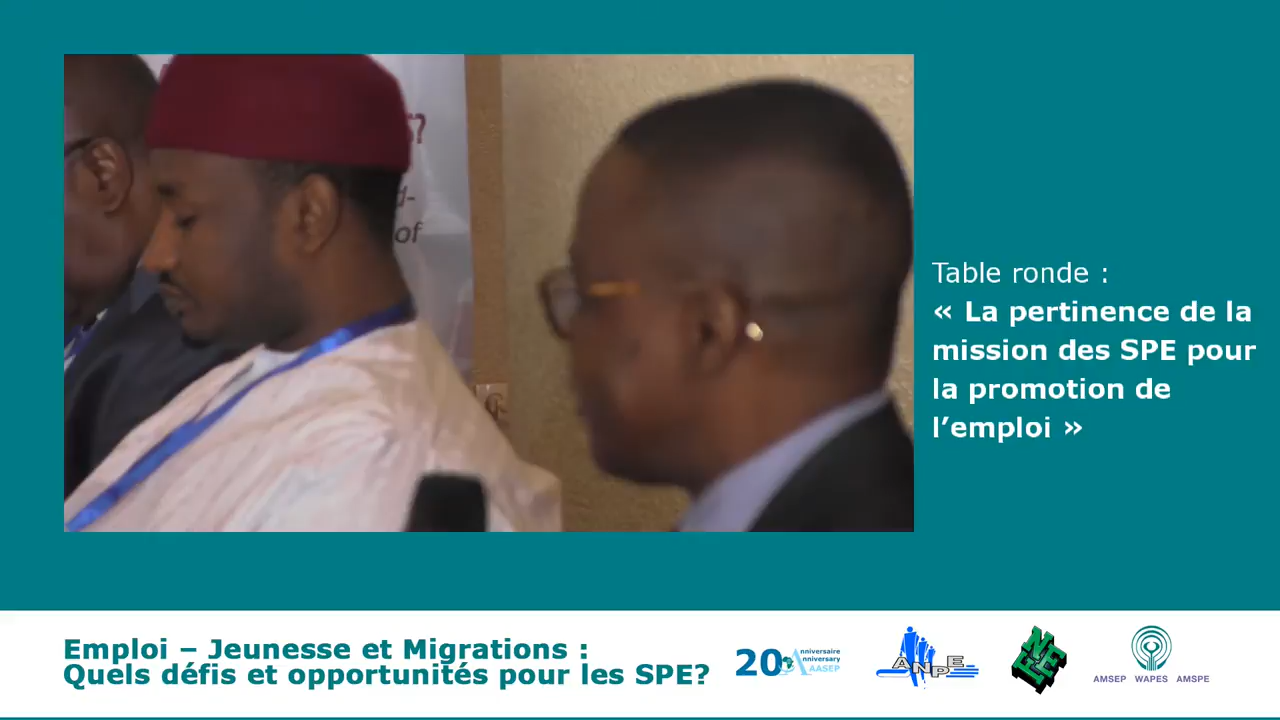 S?
d-
of
Table ronde :
« La pertinence de la
mission des SPE pour
la promotion de
l’emploi »
Emploi – Jeunesse et Migrations :
Quels défis et opportunités pour les SPE?
20 Anniversaire
Anniversary
AASEP
ANPE
AMSEP WAPES AMSPE